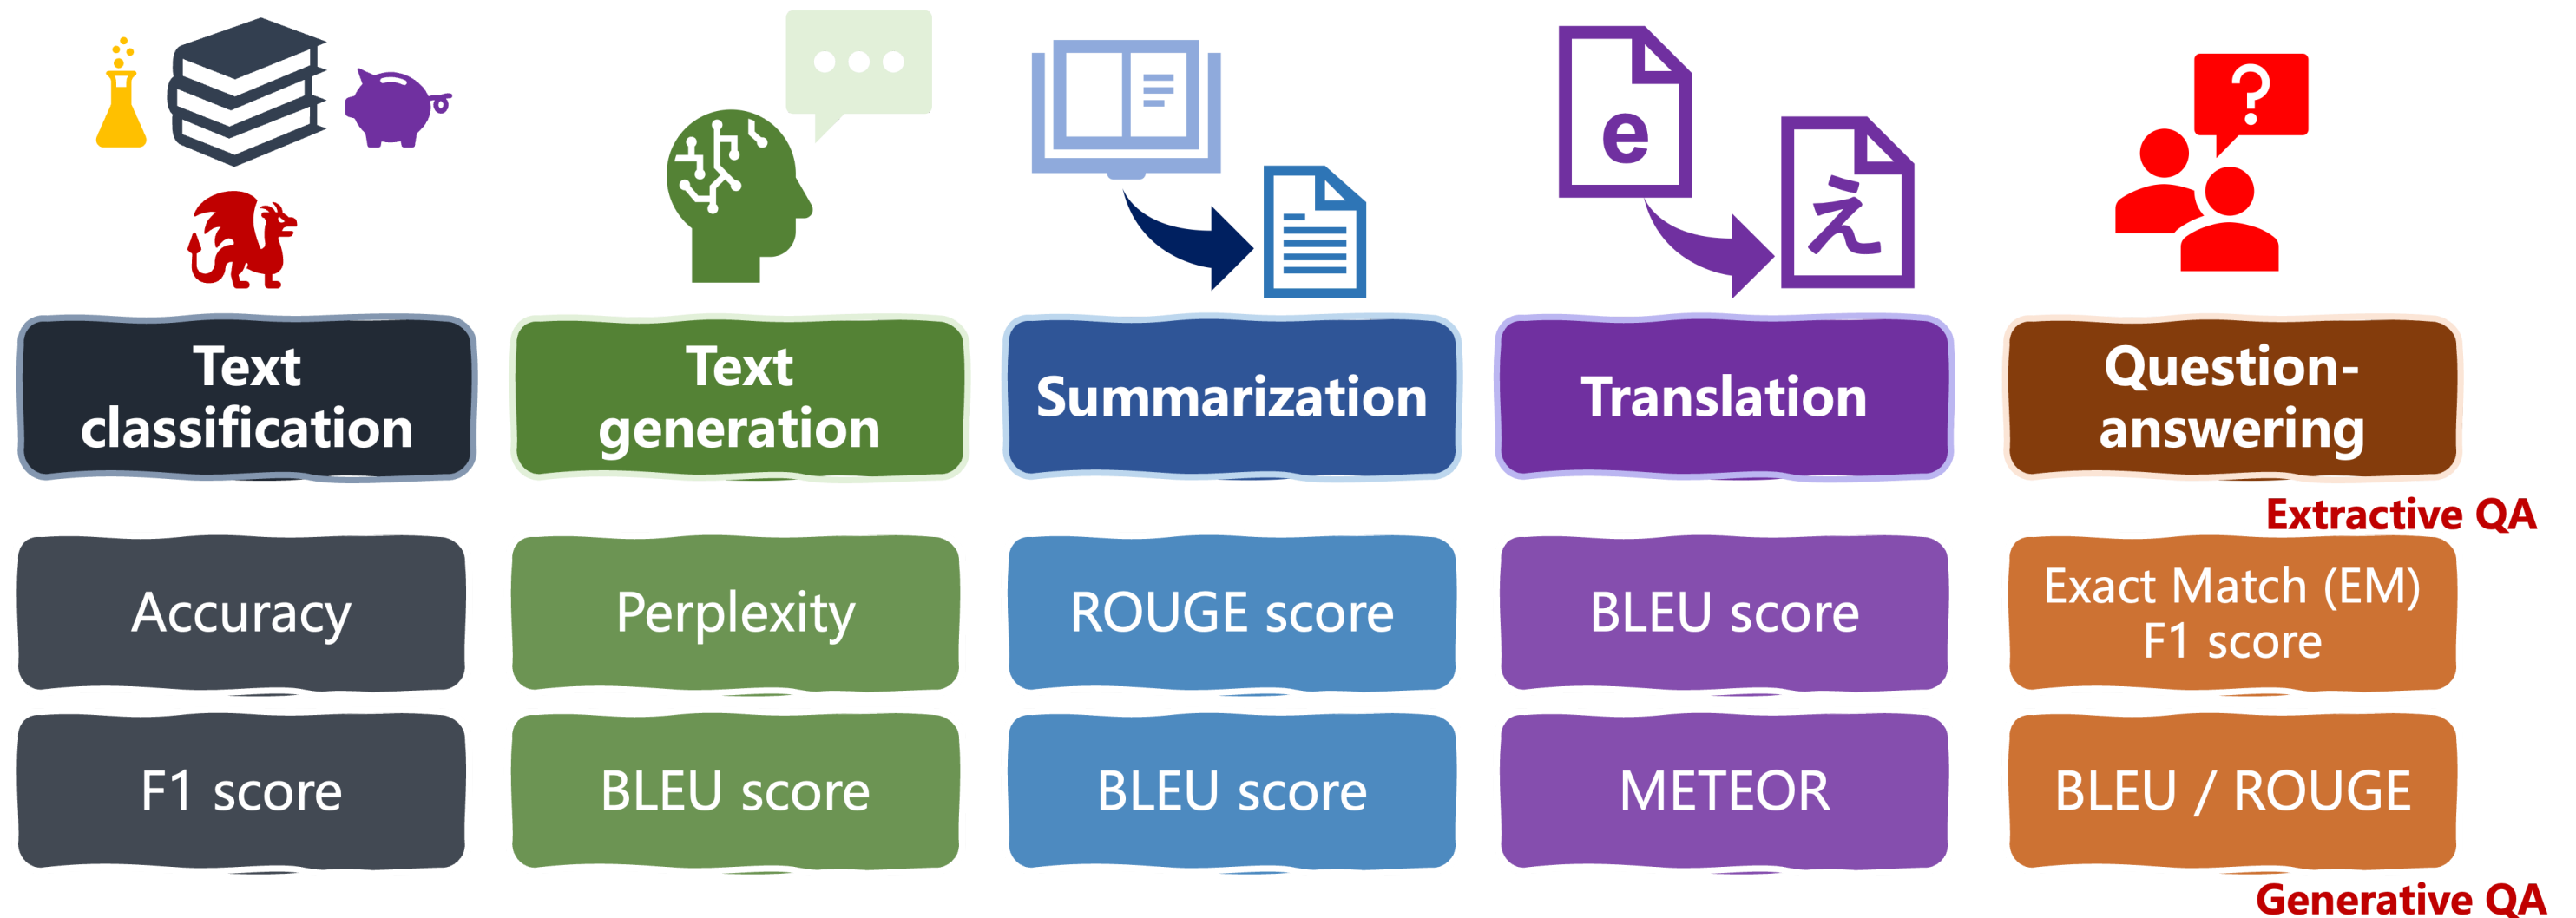 ?
e
え
Text
classification
Text
generation
Summarization
Translation
Question-
answering
Extractive QA
Accuracy
Perplexity
ROUGE score
BLEU score
Exact Match (EM)
F1 score
F1 score
BLEU score
BLEU score
METEOR
BLEU / ROUGE
Generative QA